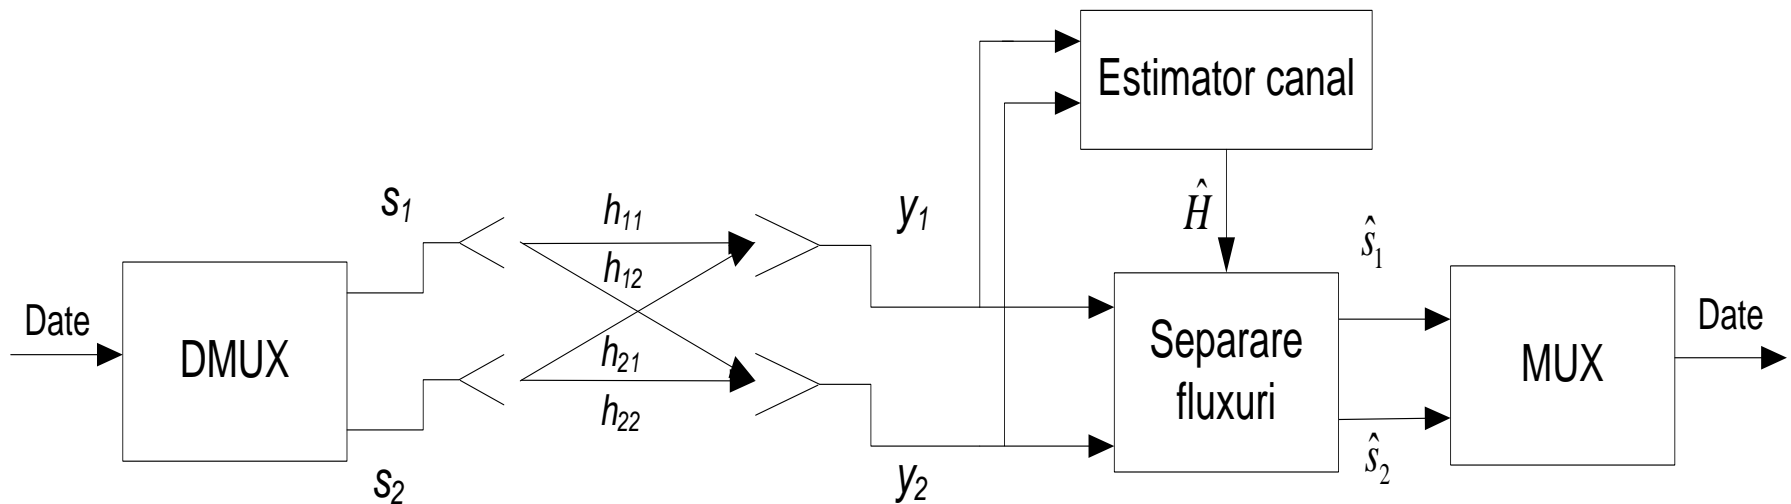 Date
DMUX
s₁
s₂
h₁₁
h₁₂
h₂₁
h₂₂
y₁
y₂
Estimator canal
Ĥ
Separare
fluxuri
ŝ₁
ŝ₂
MUX
Date